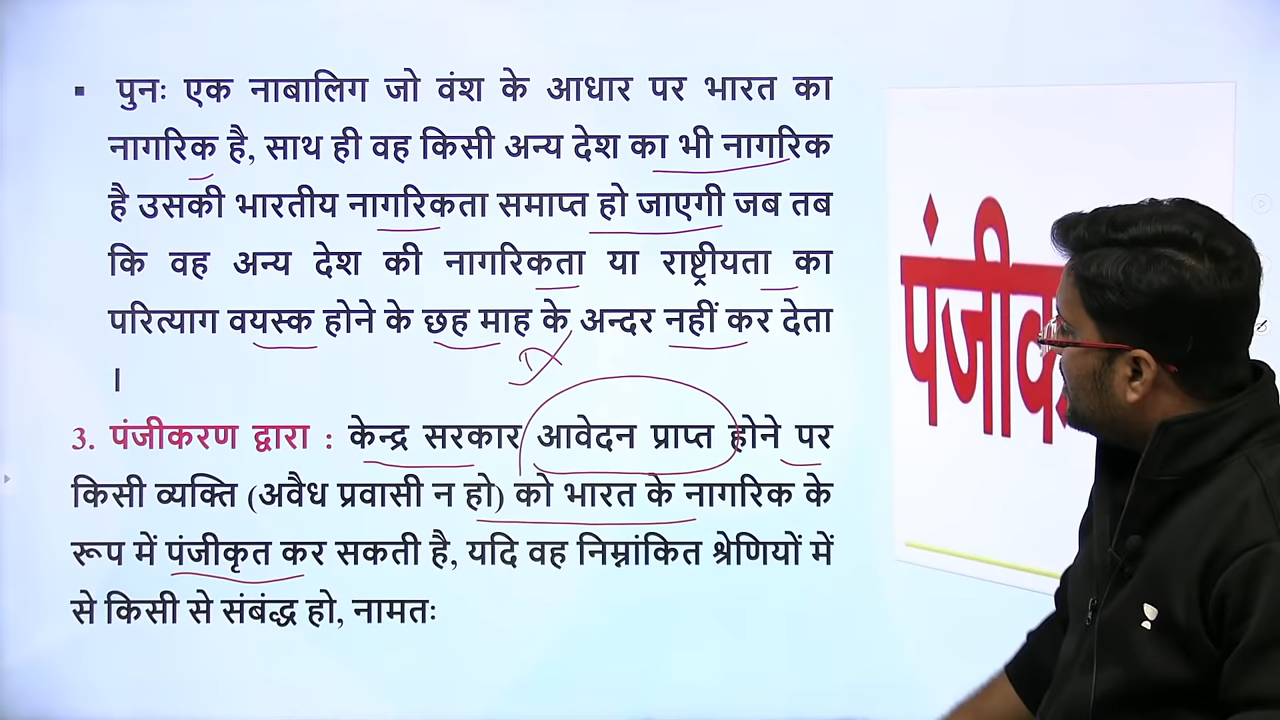 ▪ पुनः एक नाबालिग जो वंश के आधार पर भारत का
नागरिक है, साथ ही वह किसी अन्य देश का भी नागरिक
है उसकी भारतीय नागरिकता समाप्त हो जाएगी जब तब
कि वह अन्य देश की नागरिकता या राष्ट्रीयता का
परित्याग वयस्क होने के छह माह के अन्दर नहीं कर देता
।
3. पंजीकरण द्वारा : केन्द्र सरकार आवेदन प्राप्त होने पर
किसी व्यक्ति (अवैध प्रवासी न हो) को भारत के नागरिक के
रूप में पंजीकृत कर सकती है, यदि वह निम्नांकित श्रेणियों में
से किसी से संबंद्ध हो, नामतः